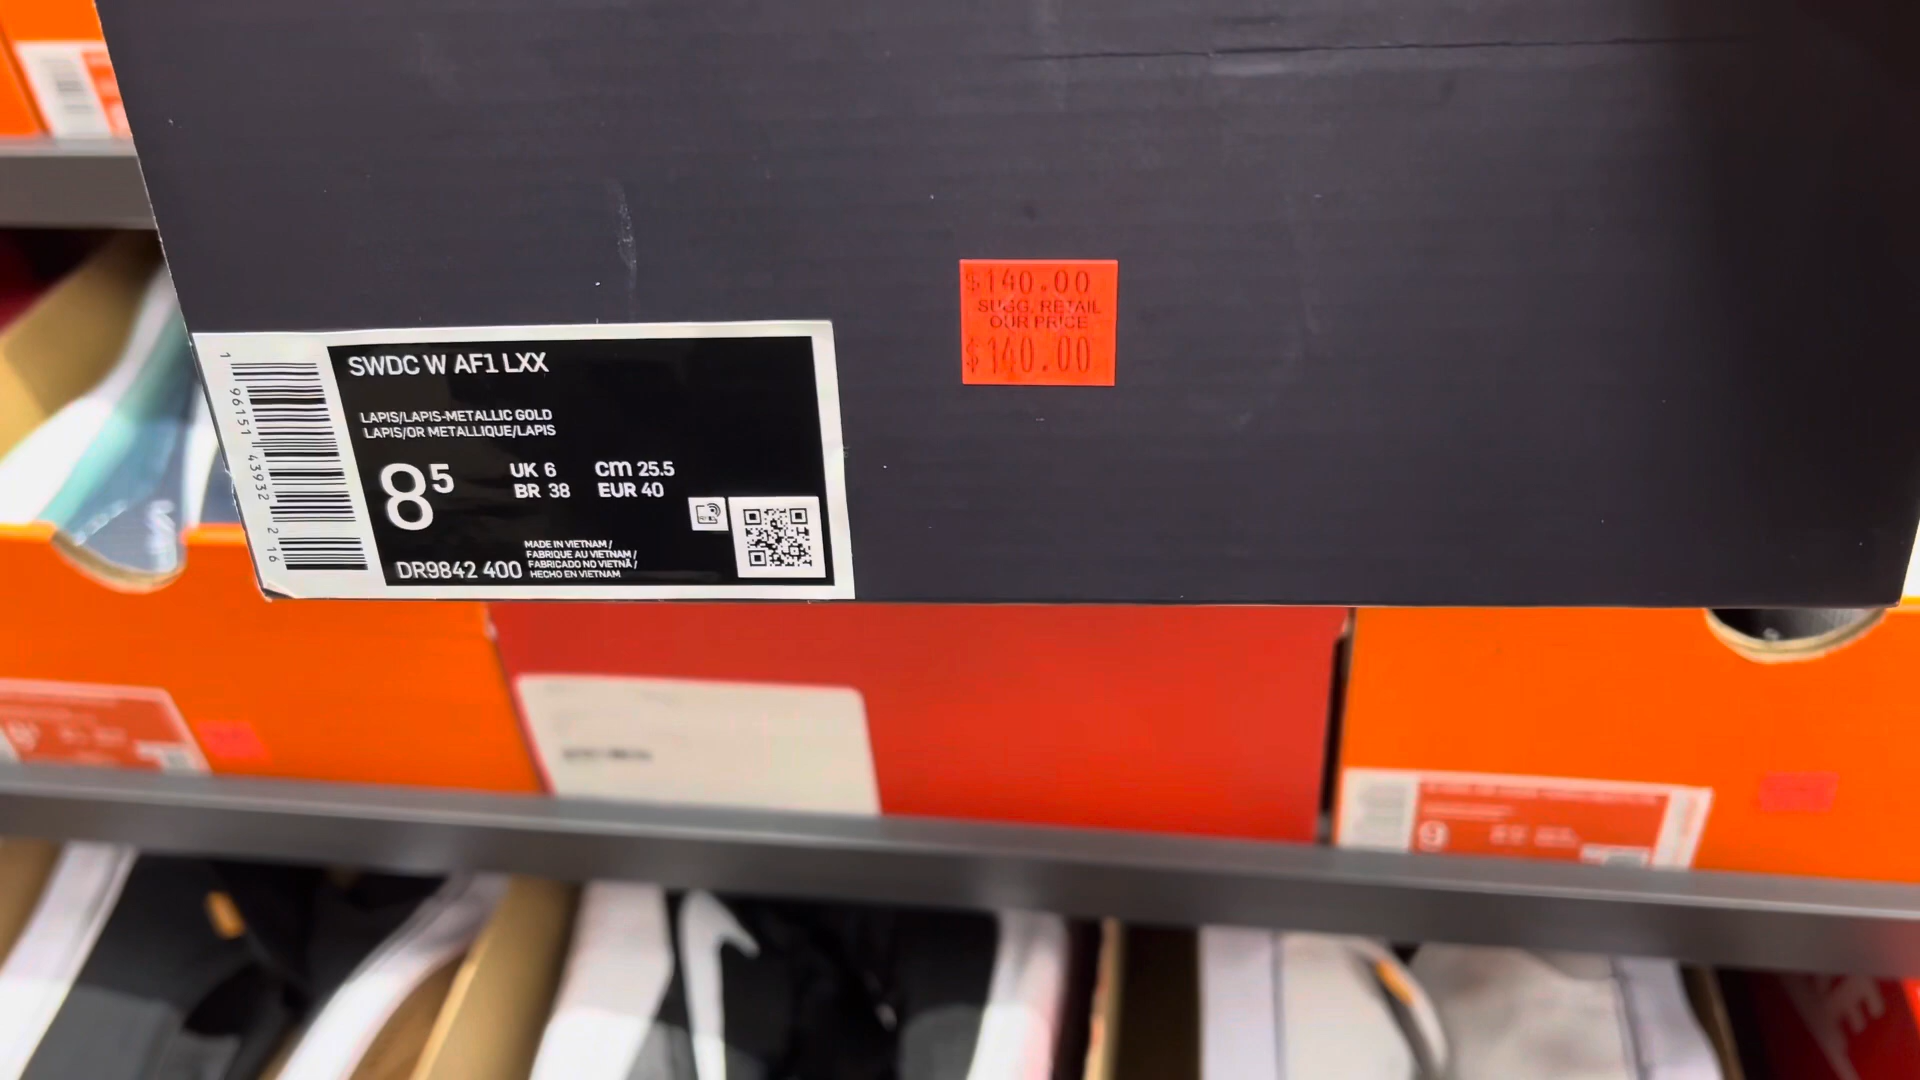 $140.00
SUGG. RETAIL
OUR PRICE
$140.00
SWDC W AF1 LXX
LAPIS/LAPIS-METALLIC GOLD
LAPIS/OR METALLIQUE/LAPIS
8⁵
UK 6
cm 25.5
BR 38
EUR 40
MADE IN VIETNAM /
FABRIQUE AU VIETNAM /
FABRICADO NO VIETNÃ /
HECHO EN VIETNAM
DR9842 400
1 96151 43932 2 16
9